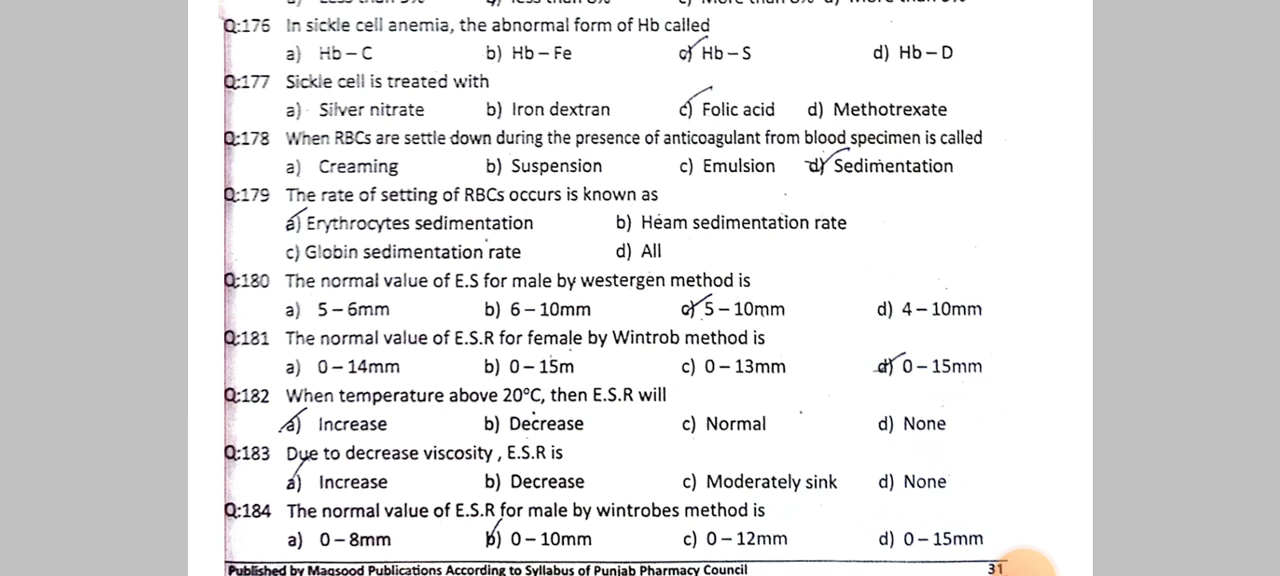 Q:176 In sickle cell anemia, the abnormal form of Hb called
a) Hb – C b) Hb – Fe c) Hb – S d) Hb – D
Q:177 Sickle cell is treated with
a) Silver nitrate b) Iron dextran c) Folic acid d) Methotrexate
Q:178 When RBCs are settle down during the presence of anticoagulant from blood specimen is called
a) Creaming b) Suspension c) Emulsion d) Sedimentation
Q:179 The rate of setting of RBCs occurs is known as
a) Erythrocytes sedimentation b) Heam sedimentation rate
c) Globin sedimentation rate d) All
Q:180 The normal value of E.S for male by westergen method is
a) 5 – 6mm b) 6 – 10mm c) 5 – 10mm d) 4 – 10mm
Q:181 The normal value of E.S.R for female by Wintrob method is
a) 0 – 14mm b) 0 – 15m c) 0 – 13mm d) 0 – 15mm
Q:182 When temperature above 20°C, then E.S.R will
a) Increase b) Decrease c) Normal d) None
Q:183 Due to decrease viscosity , E.S.R is
a) Increase b) Decrease c) Moderately sink d) None
Q:184 The normal value of E.S.R for male by wintrobes method is
a) 0 – 8mm b) 0 – 10mm c) 0 – 12mm d) 0 – 15mm
Published by Maqsood Publications According to Syllabus of Punjab Pharmacy Council 31